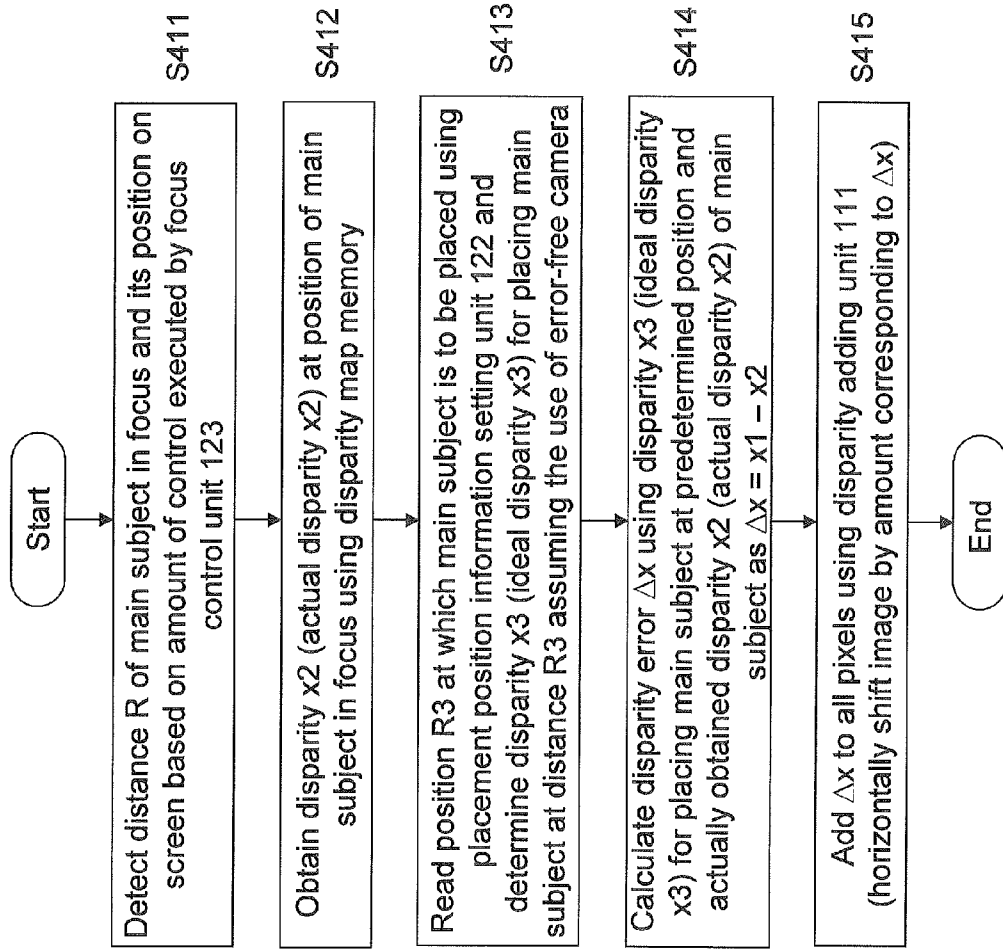 Start
Detect distance R of main subject in focus and its position on
screen based on amount of control executed by focus
control unit 123
S411
Obtain disparity x2 (actual disparity x2) at position of main
subject in focus using disparity map memory
S412
Read position R3 at which main subject is to be placed using
placement position information setting unit 122 and
determine disparity x3 (ideal disparity x3) for placing main
subject at distance R3 assuming the use of error-free camera
S413
Calculate disparity error Δx using disparity x3 (ideal disparity
x3) for placing main subject at predetermined position and
actually obtained disparity x2 (actual disparity x2) of main
subject as Δx = x1 – x2
S414
Add Δx to all pixels using disparity adding unit 111
(horizontally shift image by amount corresponding to Δx)
S415
End